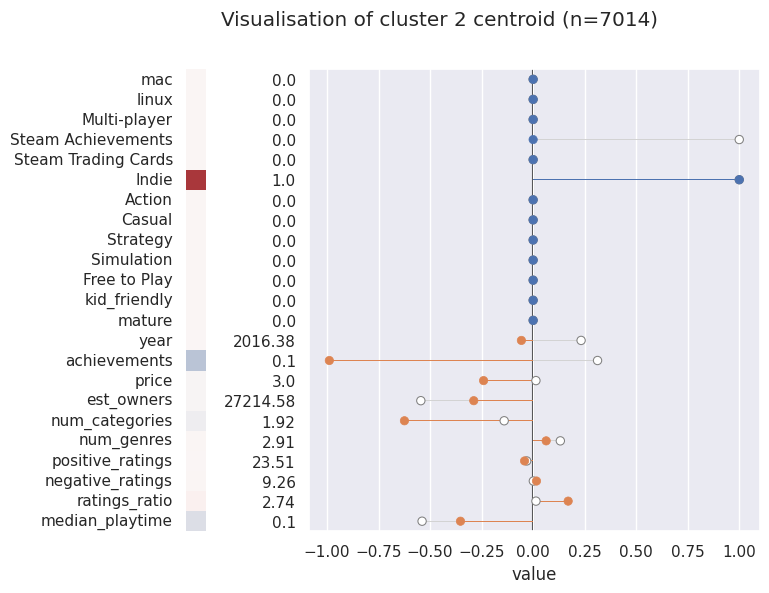 Visualisation of cluster 2 centroid (n=7014)
mac 0.0
linux 0.0
Multi-player 0.0
Steam Achievements 0.0
Steam Trading Cards 0.0
Indie 1.0
Action 0.0
Casual 0.0
Strategy 0.0
Simulation 0.0
Free to Play 0.0
kid_friendly 0.0
mature 0.0
year 2016.38
achievements 0.1
price 3.0
est_owners 27214.58
num_categories 1.92
num_genres 2.91
positive_ratings 23.51
negative_ratings 9.26
ratings_ratio 2.74
median_playtime 0.1
−1.00 −0.75 −0.50 −0.25 0.00 0.25 0.50 0.75 1.00
value